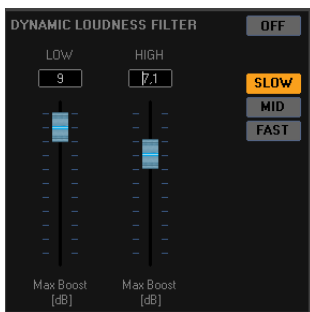 DYNAMIC LOUDNESS FILTER OFF
LOW HIGH
9 7,1
SLOW
MID
FAST
Max Boost Max Boost
[dB] [dB]